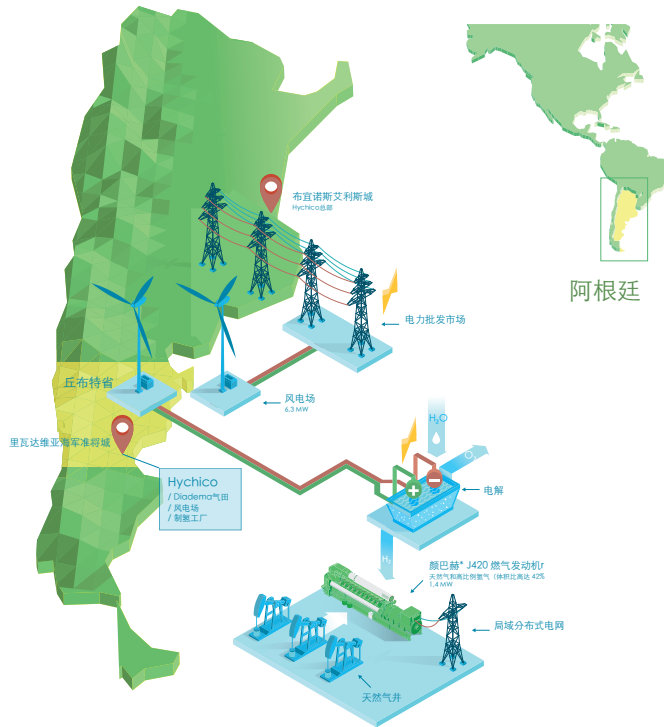 布宜诺斯艾利斯城
Hychico总部
阿根廷
电力批发市场
丘布特省
风电场
6.3 MW
里瓦达维亚海军准将城
Hychico
/ Diadema气田
/ 风电场
/ 制氢工厂
H₂O
O₂
电解
H₂
颜巴赫* J420 燃气发动机r
天然气和高比例氢气（体积比高达 42%
1,4 MW
局域分布式电网
天然气井